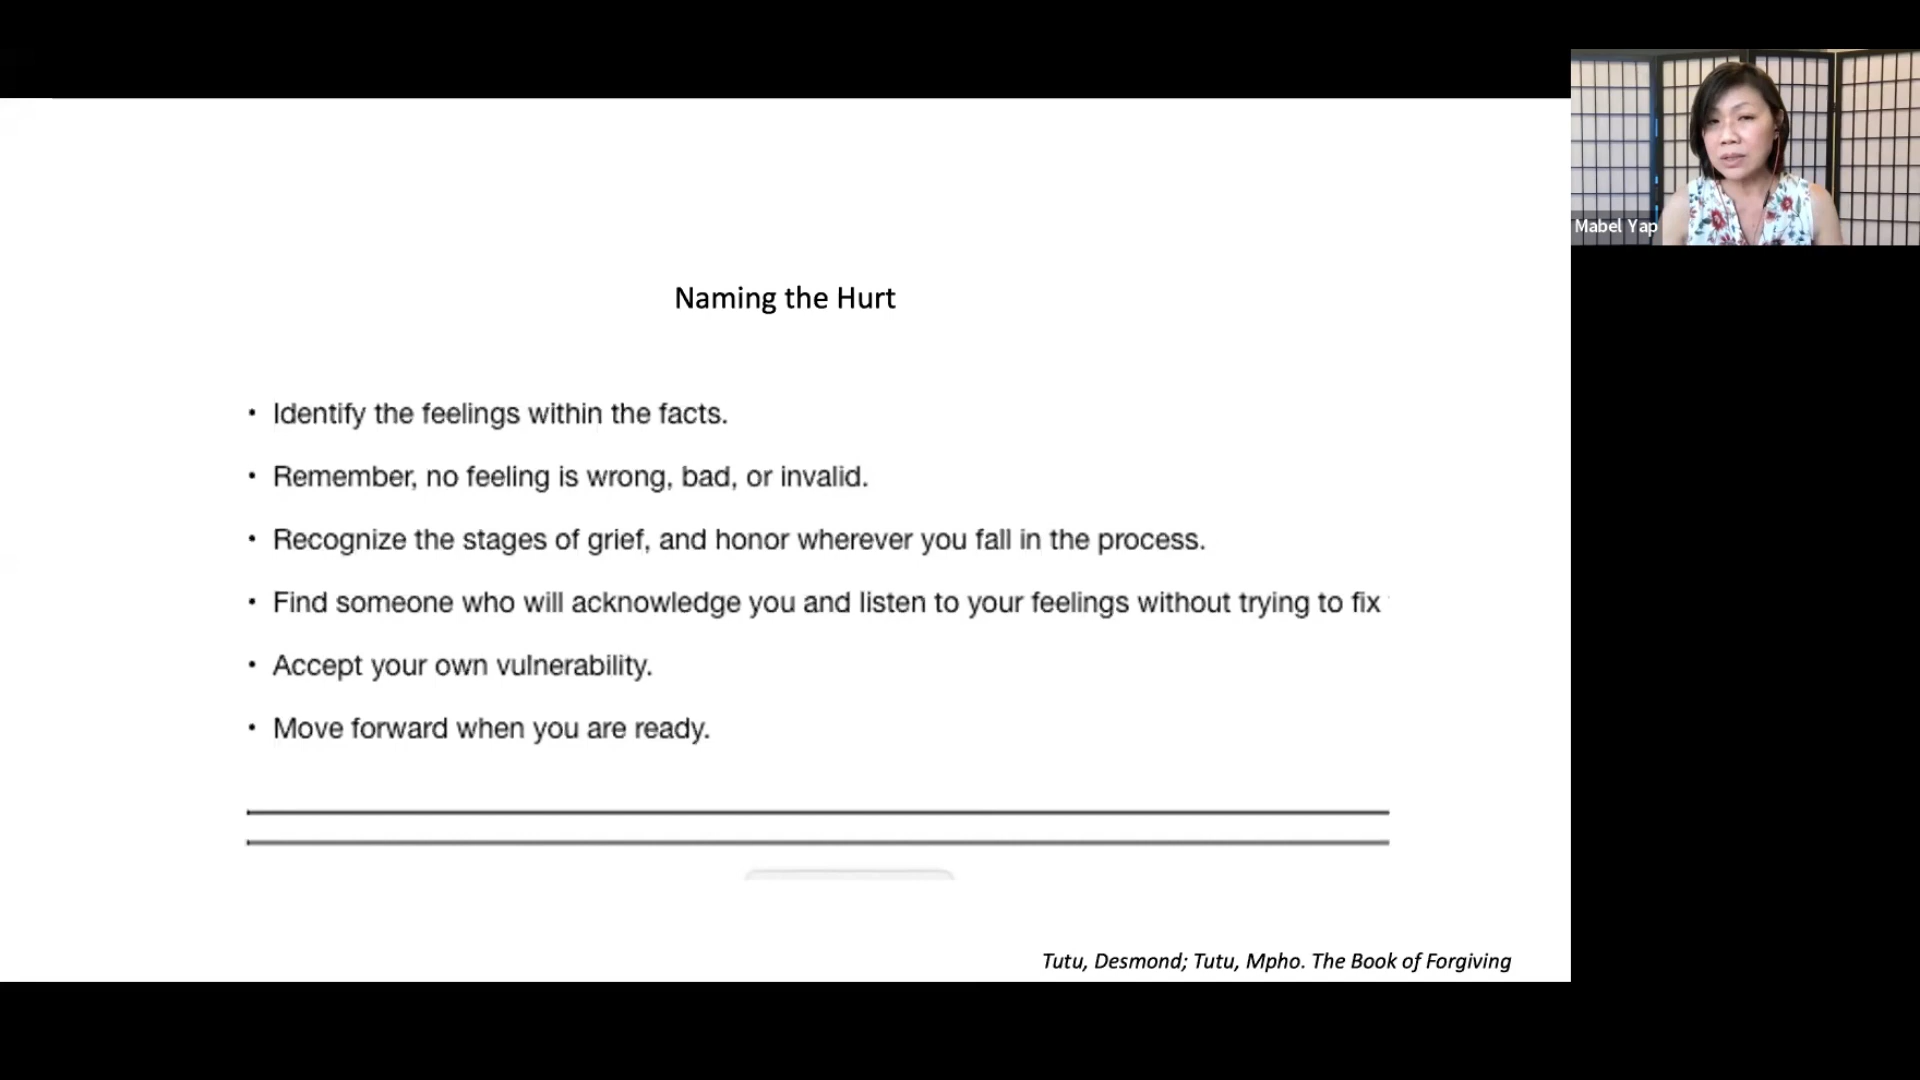 Mabel Yap
Naming the Hurt
• Identify the feelings within the facts.
• Remember, no feeling is wrong, bad, or invalid.
• Recognize the stages of grief, and honor wherever you fall in the process.
• Find someone who will acknowledge you and listen to your feelings without trying to fix
• Accept your own vulnerability.
• Move forward when you are ready.
Tutu, Desmond; Tutu, Mpho. The Book of Forgiving